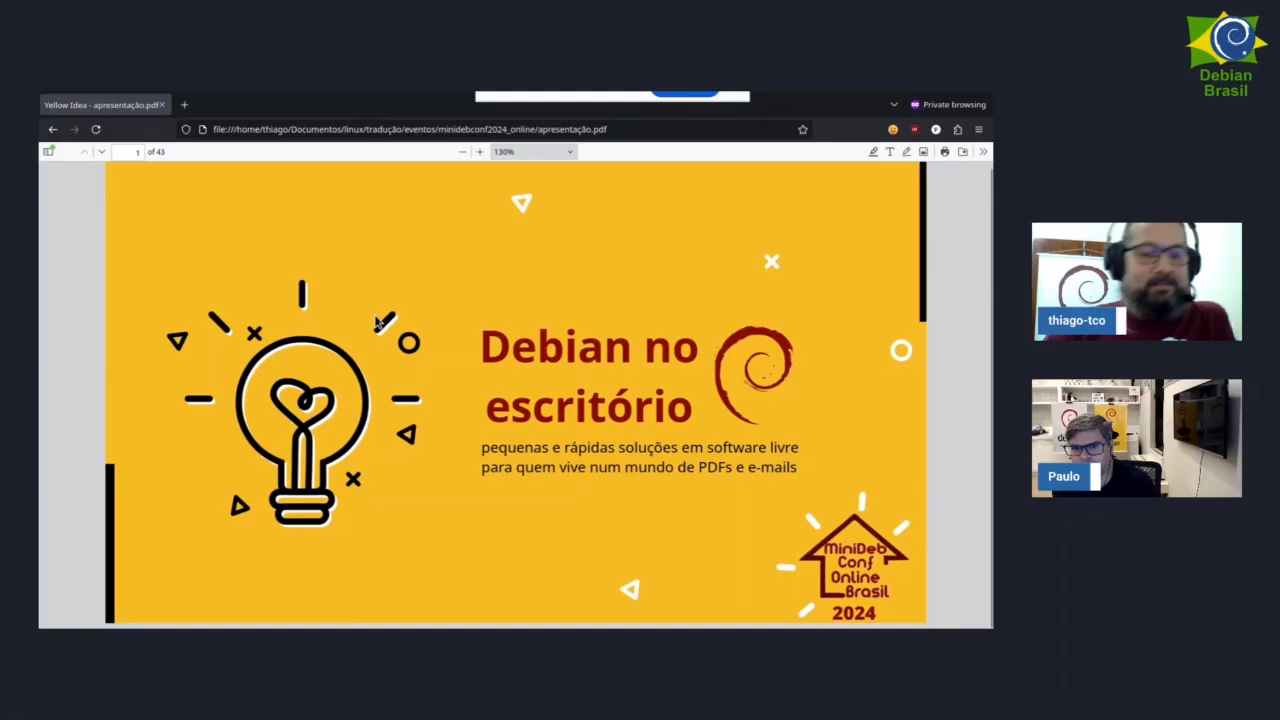 Debian
Brasil
Yellow Idea - apresentação.pdf
Private browsing
file:///home/thiago/Documentos/linux/tradução/eventos/minidebconf2024_online/apresentação.pdf
1 of 43
130%
Debian no
escritório
pequenas e rápidas soluções em software livre
para quem vive num mundo de PDFs e e-mails
MiniDeb
Conf
Online
Brasil
2024
thiago-tco
Paulo